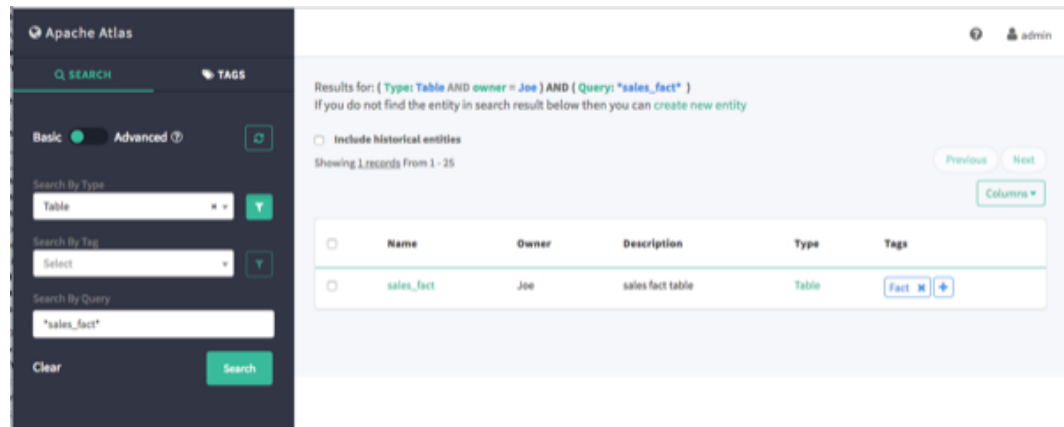 Apache Atlas
admin
SEARCH
TAGS
Results for: ( Type: Table AND owner = Joe ) AND ( Query: *sales_fact* )
If you do not find the entity in search result below then you can create new entity
Basic
Advanced
Include historical entities
Showing 1 records From 1 - 25
Previous
Next
Columns
Search By Type
Table
Search By Tag
Select
Search By Query
*sales_fact*
Clear
Search
Name Owner Description Type Tags
sales_fact Joe sales fact table Table Fact